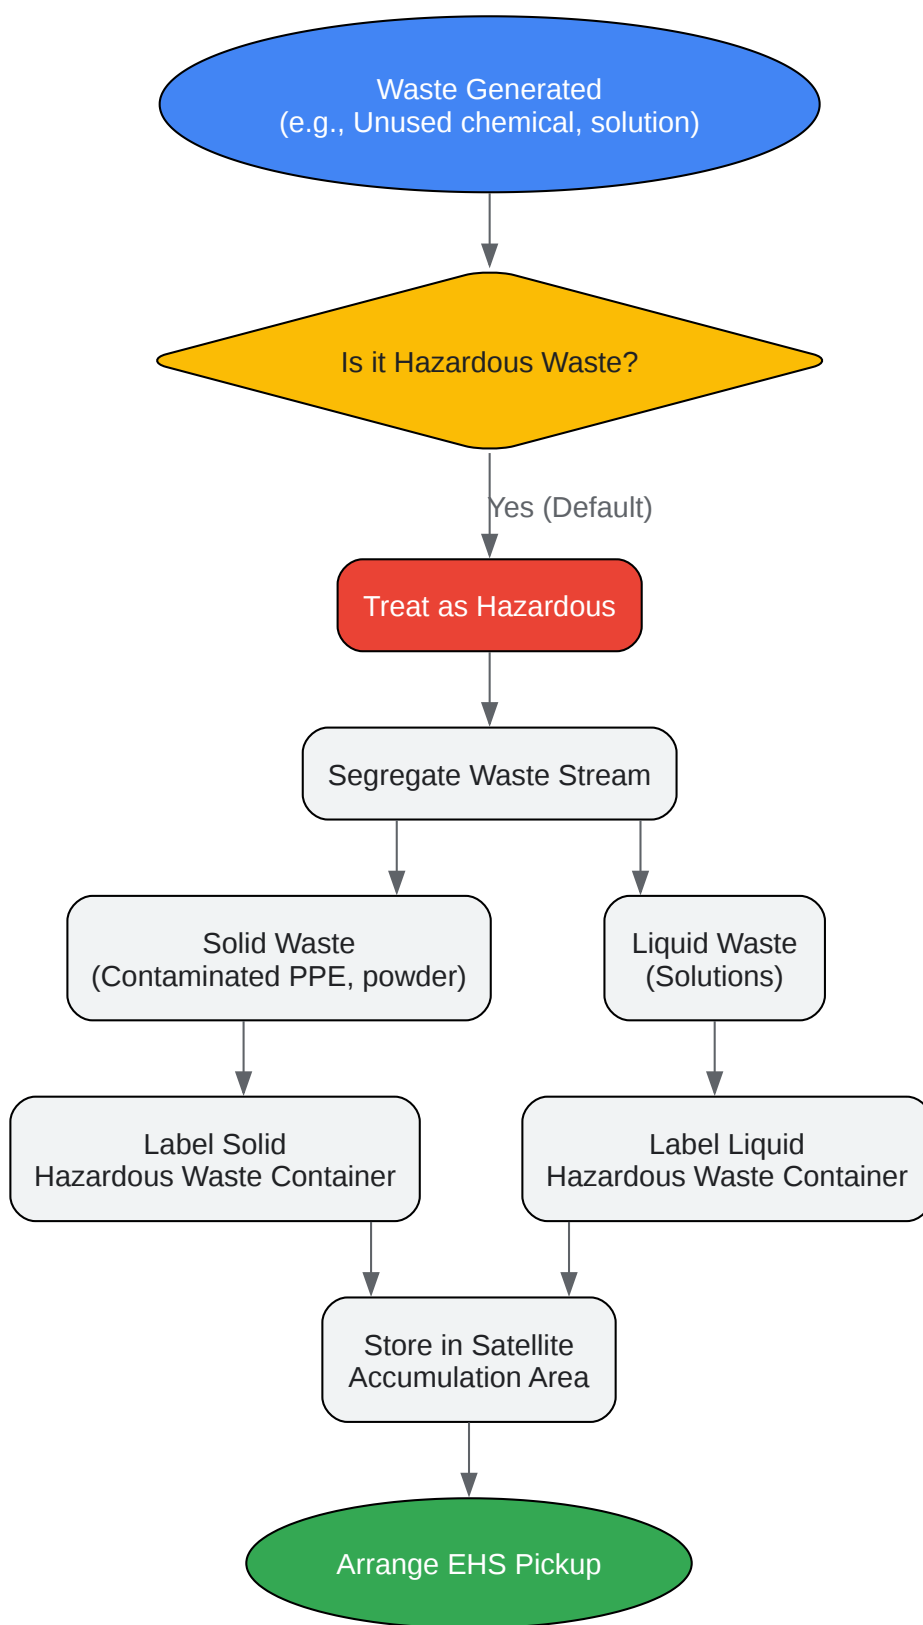 Waste Generated
(e.g., Unused chemical, solution)
Is it Hazardous Waste?
Yes (Default)
Treat as Hazardous
Segregate Waste Stream
Solid Waste
(Contaminated PPE, powder)
Liquid Waste
(Solutions)
Label Solid
Hazardous Waste Container
Label Liquid
Hazardous Waste Container
Store in Satellite
Accumulation Area
Arrange EHS Pickup